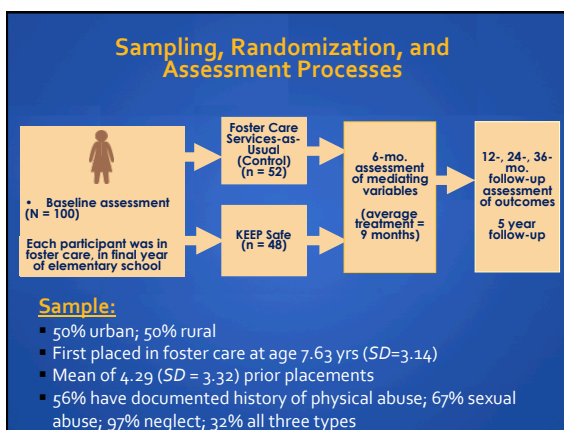 Sampling, Randomization, and
Assessment Processes
• Baseline assessment
(N = 100)
Each participant was in
foster care, in final year
of elementary school
Foster Care
Services-as-
Usual
(Control)
(n = 52)
KEEP Safe
(n = 48)
6-mo.
assessment
of mediating
variables
(average
treatment =
9 months)
12-, 24-, 36-
mo.
follow-up
assessment
of outcomes
5 year
follow-up
Sample:
▪ 50% urban; 50% rural
▪ First placed in foster care at age 7.63 yrs (SD=3.14)
▪ Mean of 4.29 (SD = 3.32) prior placements
▪ 56% have documented history of physical abuse; 67% sexual
abuse; 97% neglect; 32% all three types